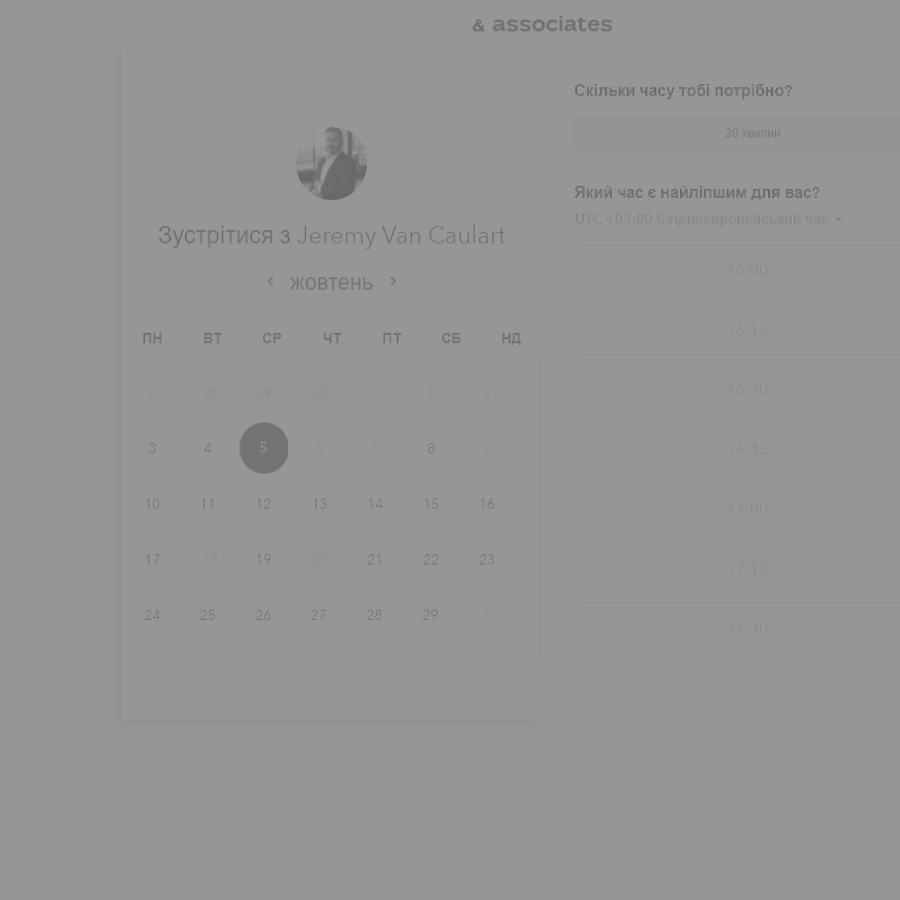 & associates
Зустрітися з Jeremy Van Caulart
жовтень
ПН ВТ СР ЧТ ПТ СБ НД
27 28 29 30 31 1 2
3 4 5 6 7 8 9
10 11 12 13 14 15 16
17 18 19 20 21 22 23
24 25 26 27 28 29 1
Скільки часу тобі потрібно?
30 хвилин
Який час є найліпшим для вас?
UTC +03:00 Східноєвропейський час
16:00
16:15
16:30
16:45
17:00
17:15
17:30